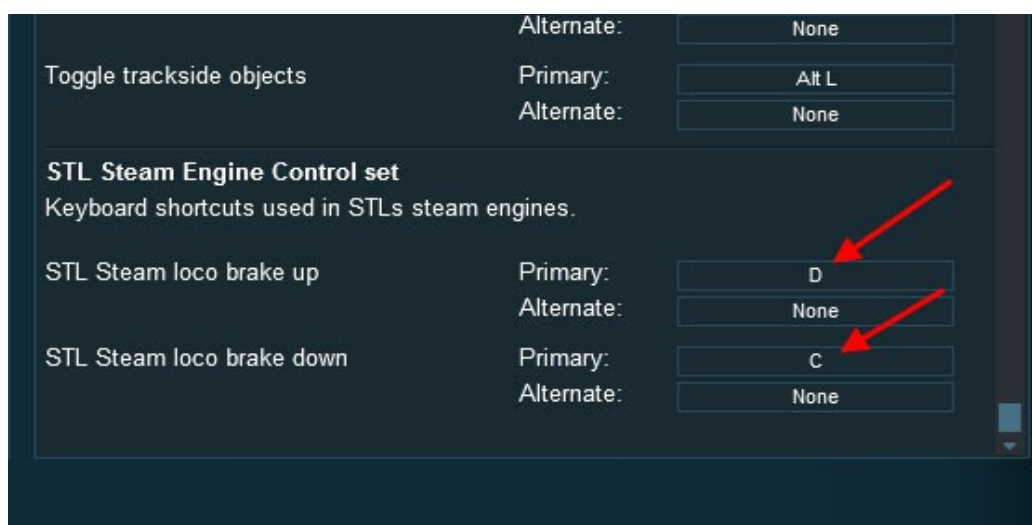 Alternate: None
Toggle trackside objects Primary: Alt L
Alternate: None
STL Steam Engine Control set
Keyboard shortcuts used in STLs steam engines.
STL Steam loco brake up Primary: D
Alternate: None
STL Steam loco brake down Primary: C
Alternate: None